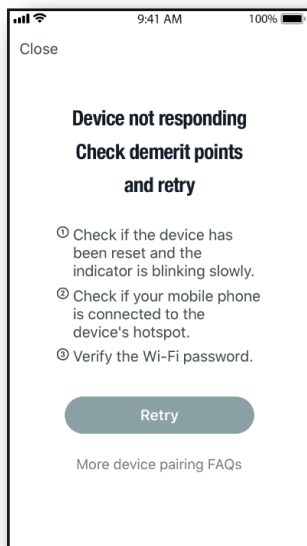 9:41 AM 100%
Close
Device not responding
Check demerit points
and retry
① Check if the device has
been reset and the
indicator is blinking slowly.
② Check if your mobile phone
is connected to the
device's hotspot.
③ Verify the Wi-Fi password.
Retry
More device pairing FAQs